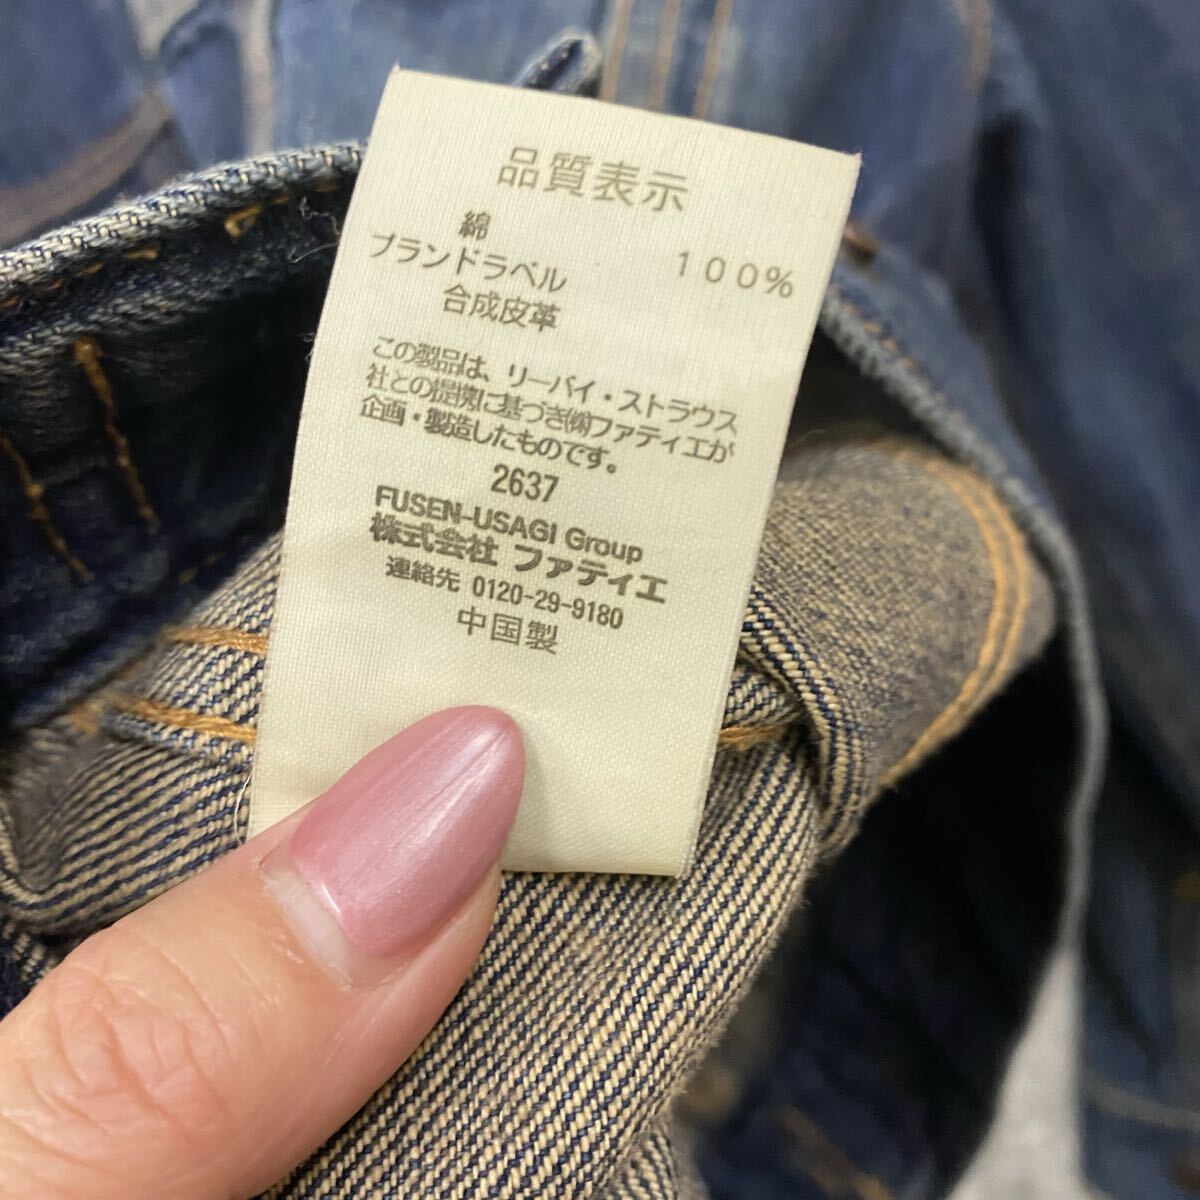 品質表示
綿 100%
ブランドラベル
合成皮革
この製品は、リーバイ・ストラウス
社との提携に基づき㈱ファティエが
企画・製造したものです。
2637
FUSEN-USAGI Group
株式会社 ファティエ
連絡先 0120-29-9180
中国製